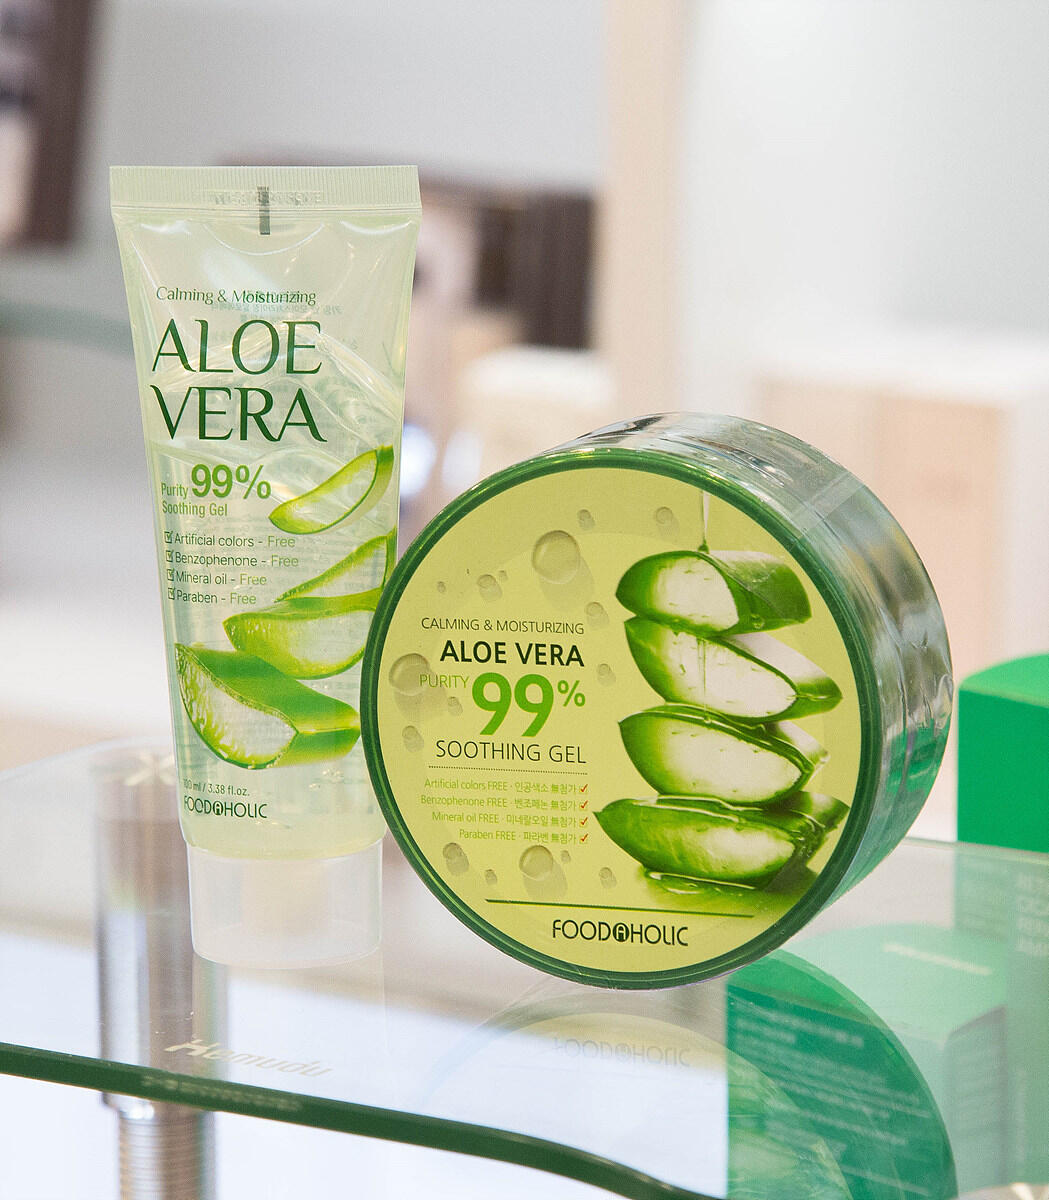 Calming & Moisturizing
ALOE
VERA
Purity 99%
Soothing Gel
Artificial colors - Free
Benzophenone - Free
Mineral oil - Free
Paraben - Free
100 ml / 3.38 fl.oz.
FOODAHOLIC
CALMING & MOISTURIZING
ALOE VERA
PURITY 99%
SOOTHING GEL
Artificial colors FREE · 인공색소 無첨가
Benzophenone FREE · 벤조페논 無첨가
Mineral oil FREE · 미네랄오일 無첨가
Paraben FREE · 파라벤 無첨가
FOODAHOLIC
Hamudu